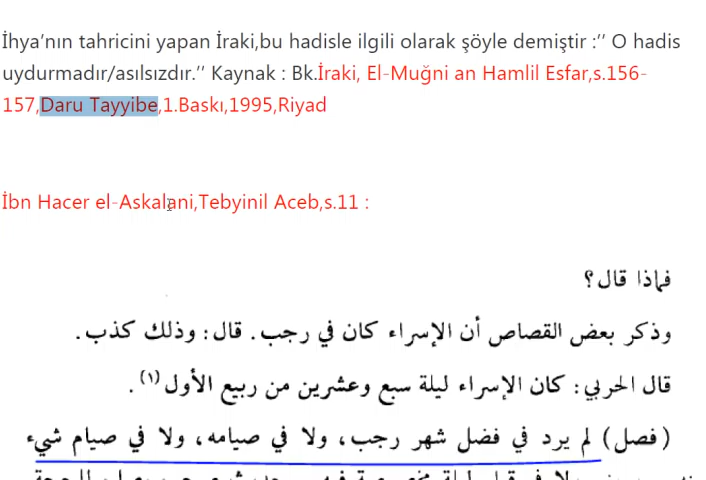 İhya’nın tahricini yapan İraki,bu hadisle ilgili olarak şöyle demiştir :’’ O hadis
uydurmadır/asılsızdır.’’ Kaynak : Bk.İraki, El-Muğni an Hamlil Esfar,s.156-
157,Daru Tayyibe,1.Baskı,1995,Riyad
İbn Hacer el-Askalani,Tebyinil Aceb,s.11 :
فماذا قال؟
وذكر بعض القصاص أن الإسراء كان في رجب. قال: وذلك كذب.
قال الحربي: كان الإسراء ليلة سبع وعشرين من ربيع الأول (١).
(فصل) لم يرد في فضل شهر رجب، ولا في صيامه، ولا في صيام شيء